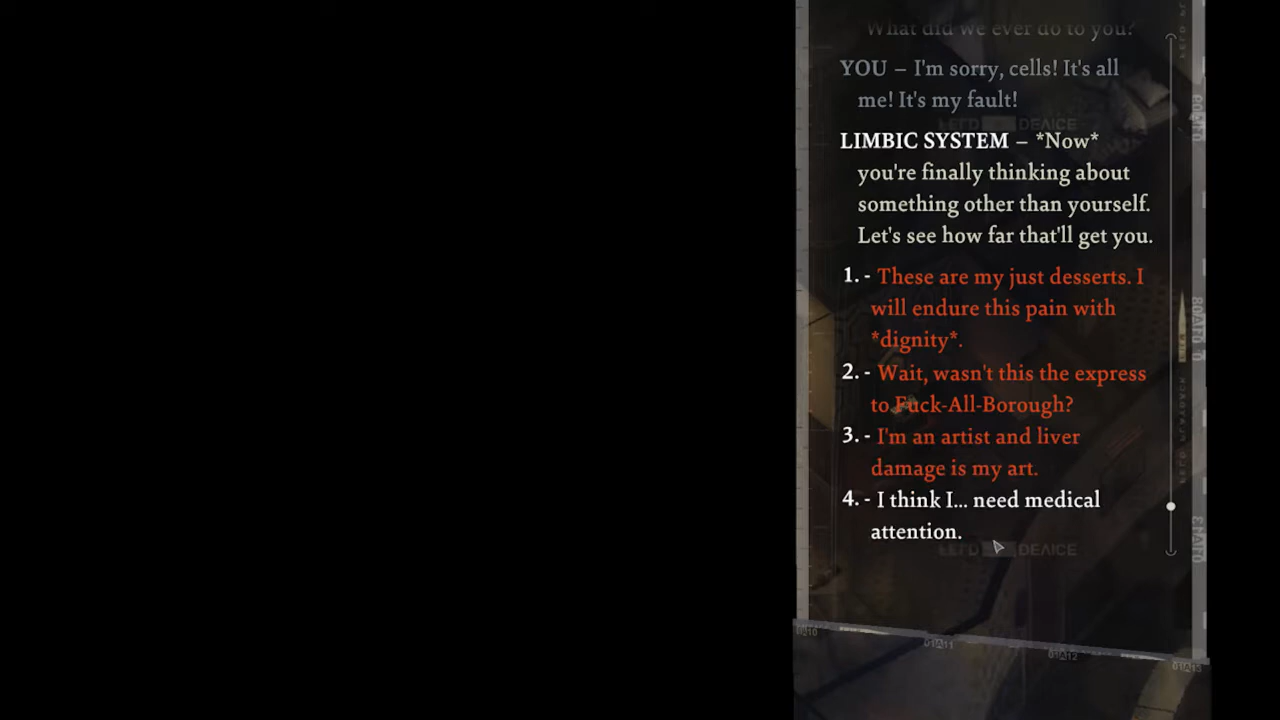 What did we ever do to you?
YOU – I'm sorry, cells! It's all
me! It's my fault!
LIMBIC SYSTEM – *Now*
you're finally thinking about
something other than yourself.
Let's see how far that'll get you.
1. - These are my just desserts. I
will endure this pain with
*dignity*.
2. - Wait, wasn't this the express
to Fuck-All-Borough?
3. - I'm an artist and liver
damage is my art.
4. - I think I... need medical
attention.